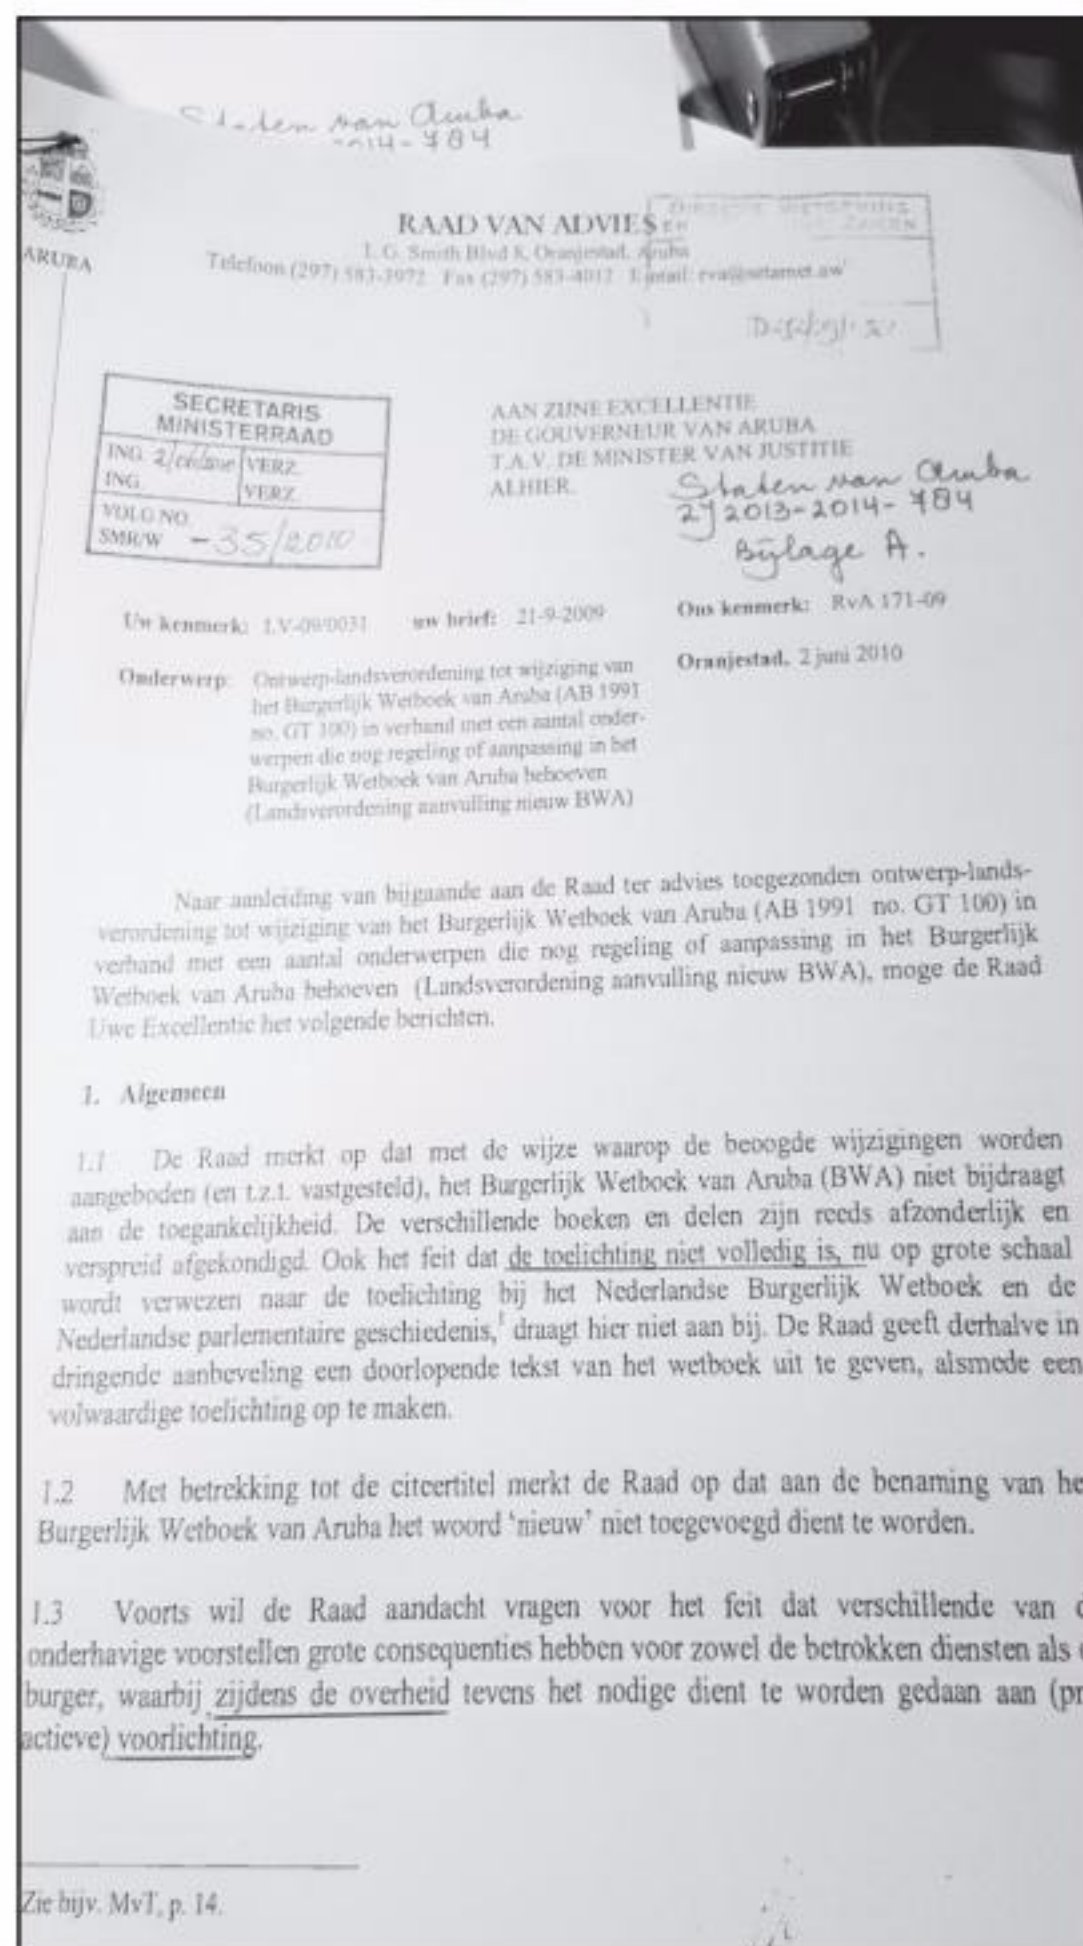 Staten van Aruba
2014-784
ARUBA
RAAD VAN ADVIES
L. G. Smith Blvd 8, Oranjestad, Aruba
Telefoon (297) 583-3972 Fax (297) 583-4012 Email: rva@setarnet.aw
SECRETARIS
MINISTERRAAD
ING. 2/ VERZ.
ING. VERZ.
VOLG NO.
SMR/W -35/2010
AAN ZIJNE EXCELLENTIE
DE GOUVERNEUR VAN ARUBA
T.A.V. DE MINISTER VAN JUSTITIE
ALHIER.
Staten van Aruba
2013-2014-784
Bijlage A.
Uw kenmerk: LV-09/0031 uw brief: 21-9-2009 Ons kenmerk: RvA 171-09
Oranjestad, 2 juni 2010
Onderwerp: Ontwerp-landsverordening tot wijziging van
het Burgerlijk Wetboek van Aruba (AB 1991
no. GT 100) in verband met een aantal onder-
werpen die nog regeling of aanpassing in het
Burgerlijk Wetboek van Aruba behoeven
(Landsverordening aanvulling nieuw BWA)
Naar aanleiding van bijgaande aan de Raad ter advies toegezonden ontwerp-lands-
verordening tot wijziging van het Burgerlijk Wetboek van Aruba (AB 1991 no. GT 100) in
verband met een aantal onderwerpen die nog regeling of aanpassing in het Burgerlijk
Wetboek van Aruba behoeven (Landsverordening aanvulling nieuw BWA), moge de Raad
Uwe Excellentie het volgende berichten.
1. Algemeen
1.1 De Raad merkt op dat met de wijze waarop de beoogde wijzigingen worden
aangeboden (en t.z.t. vastgesteld), het Burgerlijk Wetboek van Aruba (BWA) niet bijdraagt
aan de toegankelijkheid. De verschillende boeken en delen zijn reeds afzonderlijk en
verspreid afgekondigd. Ook het feit dat de toelichting niet volledig is, nu op grote schaal
wordt verwezen naar de toelichting bij het Nederlandse Burgerlijk Wetboek en de
Nederlandse parlementaire geschiedenis,¹ draagt hier niet aan bij. De Raad geeft derhalve in
dringende aanbeveling een doorlopende tekst van het wetboek uit te geven, alsmede een
volwaardige toelichting op te maken.
1.2 Met betrekking tot de citeertitel merkt de Raad op dat aan de benaming van he
Burgerlijk Wetboek van Aruba het woord ‘nieuw’ niet toegevoegd dient te worden.
1.3 Voorts wil de Raad aandacht vragen voor het feit dat verschillende van
onderhavige voorstellen grote consequenties hebben voor zowel de betrokken diensten als
burger, waarbij zijdens de overheid tevens het nodige dient te worden gedaan aan (pr
actieve) voorlichting.
Zie bijv. MvT, p. 14.